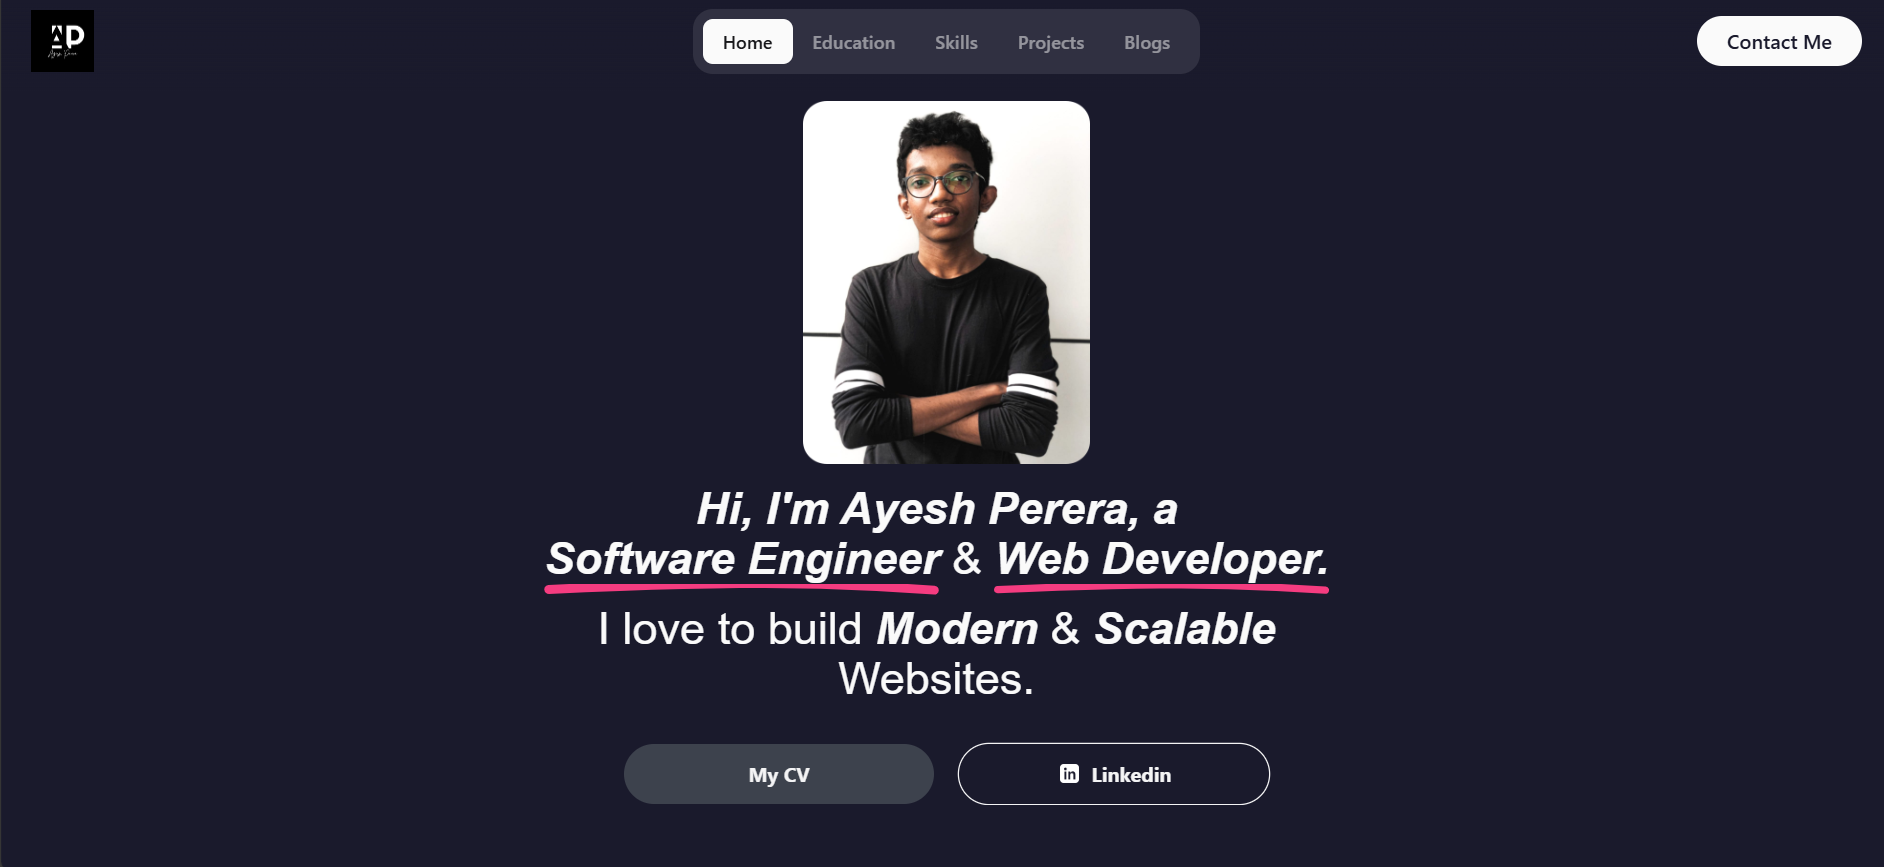 AP
Home
Education
Skills
Projects
Blogs
Contact Me
Hi, I'm Ayesh Perera, a
Software Engineer & Web Developer.
I love to build Modern & Scalable
Websites.
My CV
in Linkedin